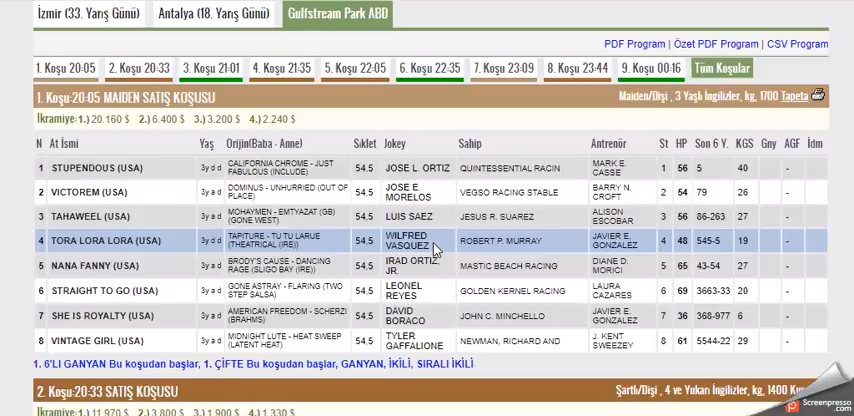 İzmir (33. Yarış Günü) Antalya (18. Yarış Günü) Gulfstream Park ABD
PDF Program | Özet PDF Program | CSV Program
1. Koşu 20:05 2. Koşu 20:33 3. Koşu 21:01 4. Koşu 21:35 5. Koşu 22:05 6. Koşu 22:35 7. Koşu 23:09 8. Koşu 23:44 9. Koşu 00:16 Tüm Koşular
1. Koşu:20:05 MAIDEN SATIŞ KOŞUSU Maiden/Dişi , 3 Yaşlı İngilizler, kg, 1700 Tapeta
İkramiye:1.) 20.160 $ 2.) 6.400 $ 3.) 3.200 $ 4.) 2.240 $
N At İsmi Yaş Orijin(Baba - Anne) Sıklet Jokey Sahip Antrenör St HP Son 6 Y. KGS Gny AGF İdm
1 STUPENDOUS (USA) 3y d d CALIFORNIA CHROME - JUST FABULOUS (INCLUDE) 54.5 JOSE L. ORTIZ QUINTESSENTIAL RACIN MARK E. CASSE 1 56 5 40 -
2 VICTOREM (USA) 3y a d DOMINUS - UNHURRIED (OUT OF PLACE) 54.5 JOSE E. MORELOS VEGSO RACING STABLE BARRY N. CROFT 2 54 79 26 -
3 TAHAWEEL (USA) 3y a d MOHAYMEN - EMTYAZAT (GB) (GONE WEST) 54.5 LUIS SAEZ JESUS R. SUAREZ ALISON ESCOBAR 3 56 86-263 27 -
4 TORA LORA LORA (USA) 3y d d TAPITURE - TU TU LARUE (THEATRICAL (IRE)) 54.5 WILFRED VASQUEZ ROBERT P. MURRAY JAVIER E. GONZALEZ 4 48 545-5 19 -
5 NANA FANNY (USA) 3y a d BRODY'S CAUSE - DANCING RAGE (SLIGO BAY (IRE)) 54.5 IRAD ORTIZ, JR. MASTIC BEACH RACING DIANE D. MORICI 5 65 43-54 27 -
6 STRAIGHT TO GO (USA) 3y a d GONE ASTRAY - FLARING (TWO STEP SALSA) 54.5 LEONEL REYES GOLDEN KERNEL RACING LAURA CAZARES 6 69 3663-33 20 -
7 SHE IS ROYALTY (USA) 3y a d AMERICAN FREEDOM - SCHERZI (BRAHMS) 54.5 DAVID BORACO JOHN C. MINCHELLO JAVIER E. GONZALEZ 7 36 368-977 6 -
8 VINTAGE GIRL (USA) 3y a d MIDNIGHT LUTE - HEAT SWEEP (LATENT HEAT) 54.5 TYLER GAFFALIONE NEWMAN, RICHARD AND J. KENT SWEEZEY 8 61 5544-22 29 -
1. 6'LI GANYAN Bu koşudan başlar, 1. ÇİFTE Bu koşudan başlar, GANYAN, İKİLİ, SIRALI İKİLİ
2. Koşu:20:33 SATIŞ KOŞUSU Şartlı/Dişi , 4 ve Yukarı İngilizler, kg, 1400
İkramiye:1.) 11.970 $ 2.) 3.800 $ 3.) 1.900 $ 4.) 1.330 $
Screenpresso.com